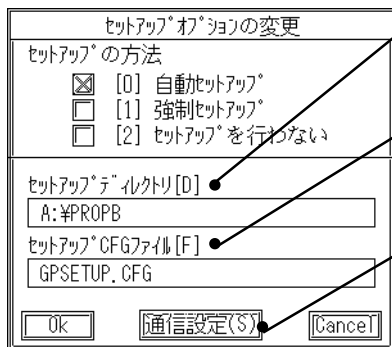 ｾｯﾄｱｯﾌﾟｵﾌﾟｼｮﾝの変更
ｾｯﾄｱｯﾌﾟの方法
[0] 自動ｾｯﾄｱｯﾌﾟ
[1] 強制ｾｯﾄｱｯﾌﾟ
[2] ｾｯﾄｱｯﾌﾟを行わない
ｾｯﾄｱｯﾌﾟﾃﾞｨﾚｸﾄﾘ[D]
A:¥PROPB
ｾｯﾄｱｯﾌﾟCFGﾌｧｲﾙ[F]
GPSETUP.CFG
Ok 通信設定(S) Cancel